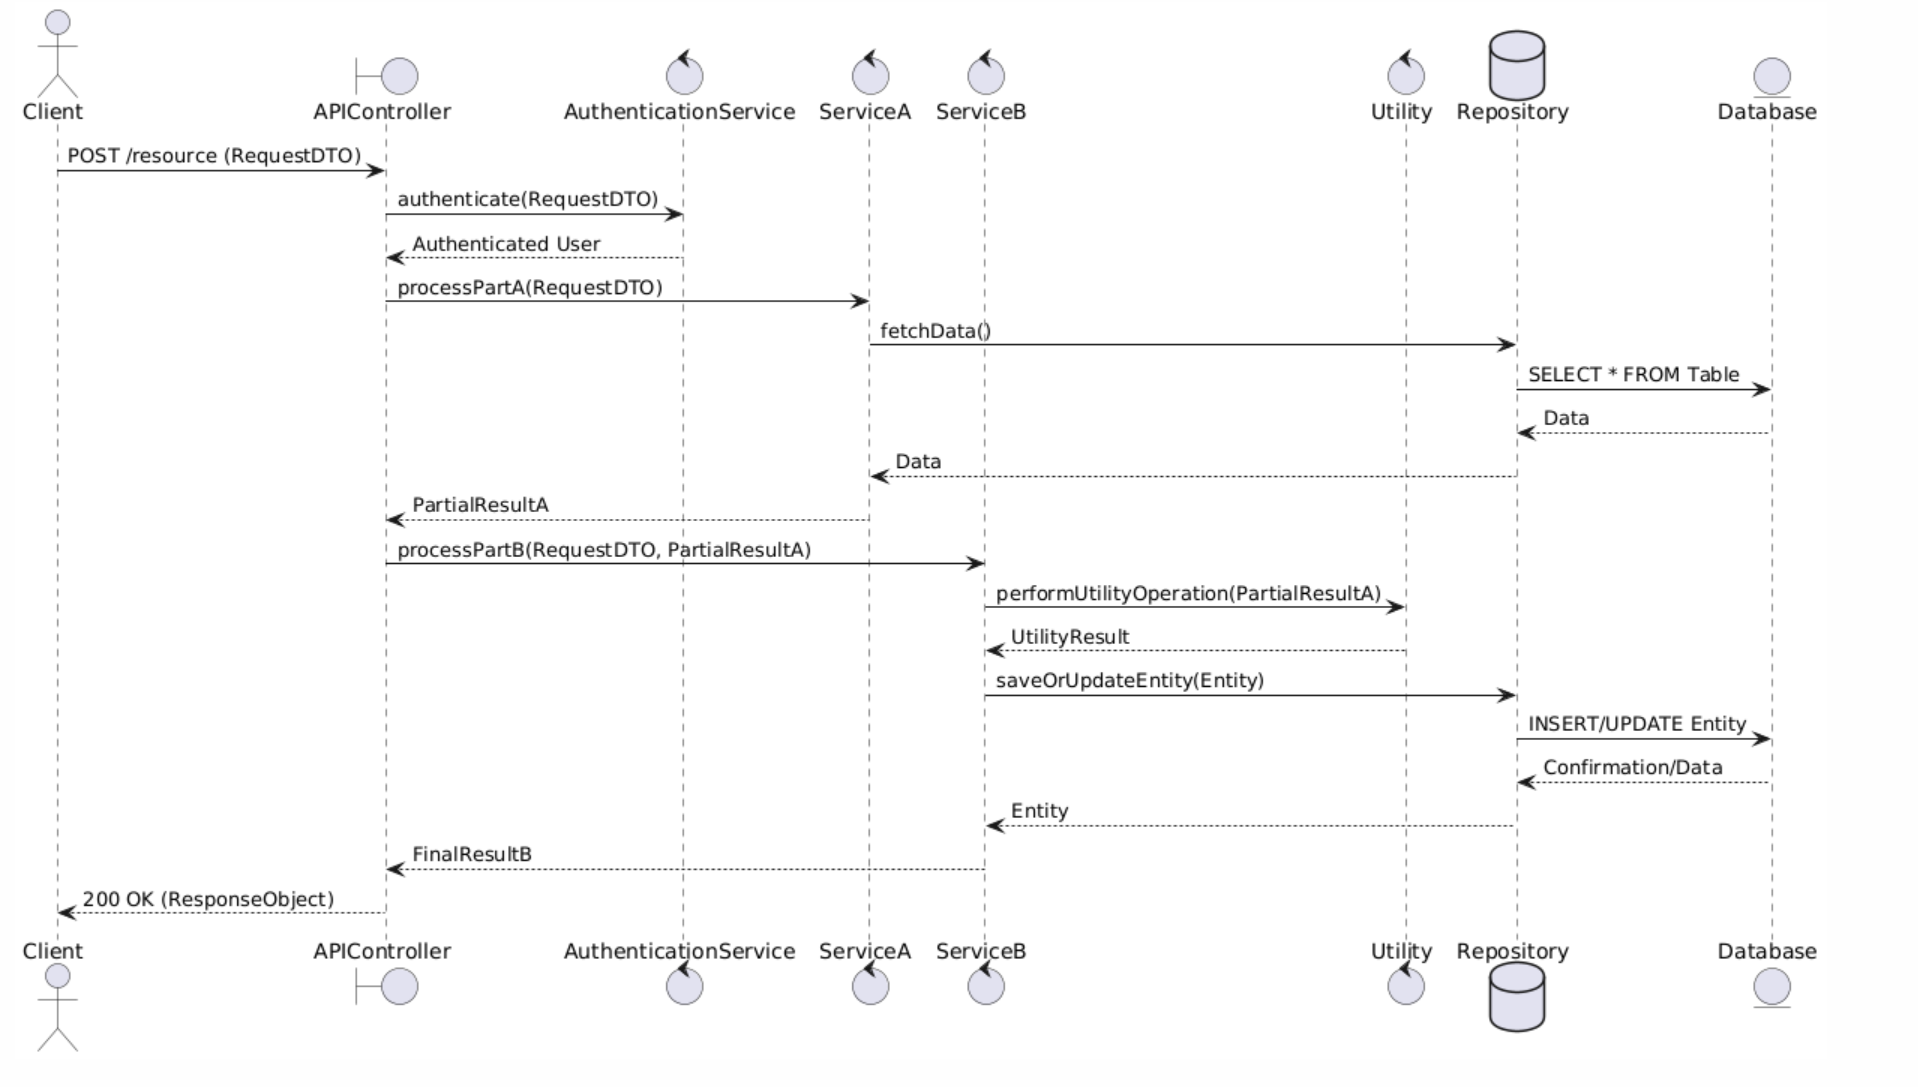 Client APIController AuthenticationService ServiceA ServiceB Utility Repository Database
POST /resource (RequestDTO)
authenticate(RequestDTO)
Authenticated User
processPartA(RequestDTO)
fetchData()
SELECT * FROM Table
Data
Data
PartialResultA
processPartB(RequestDTO, PartialResultA)
performUtilityOperation(PartialResultA)
UtilityResult
saveOrUpdateEntity(Entity)
INSERT/UPDATE Entity
Confirmation/Data
Entity
FinalResultB
200 OK (ResponseObject)
Client APIController AuthenticationService ServiceA ServiceB Utility Repository Database